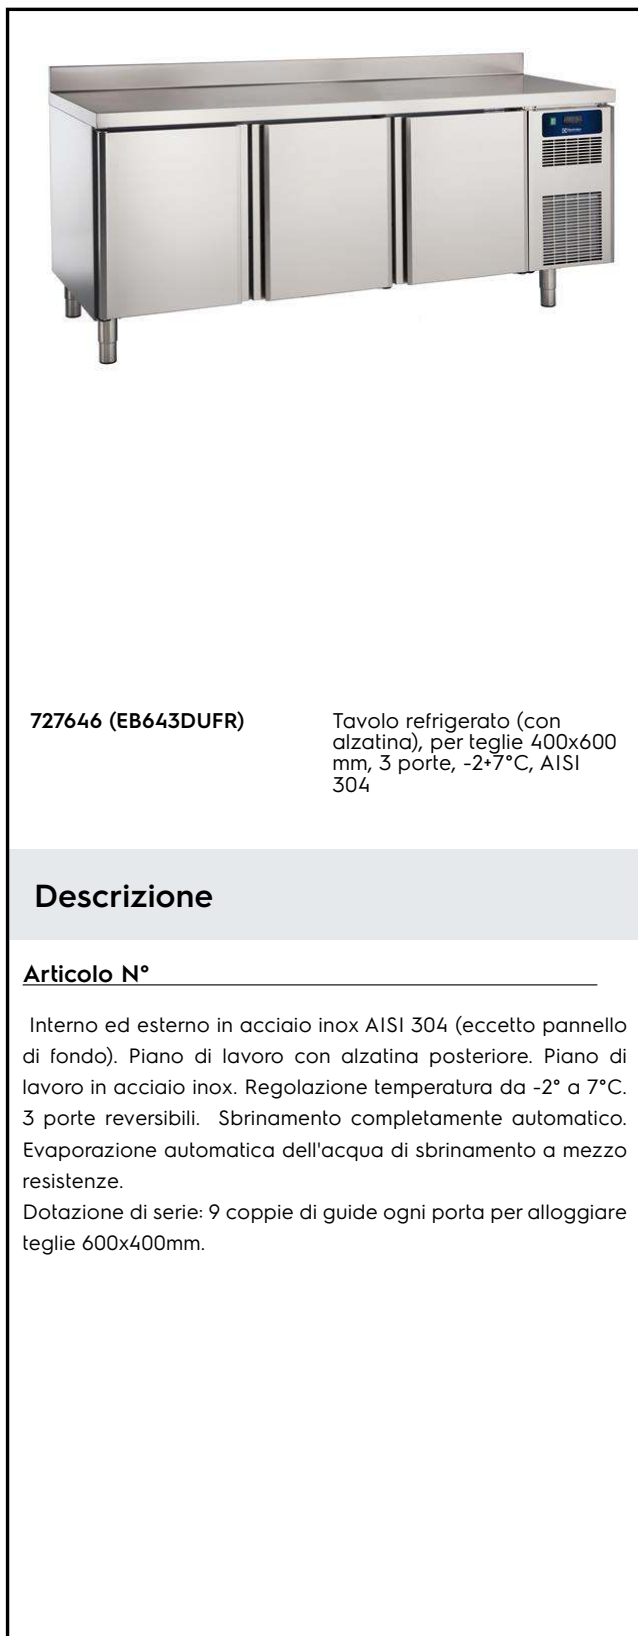 Electrolux
727646 (EB643DUFR)
Tavolo refrigerato (con
alzatina), per teglie 400x600
mm, 3 porte, -2+7°C, AISI
304
Descrizione
Articolo N°
Interno ed esterno in acciaio inox AISI 304 (eccetto pannello
di fondo). Piano di lavoro con alzatina posteriore. Piano di
lavoro in acciaio inox. Regolazione temperatura da -2° a 7°C.
3 porte reversibili. Sbrinamento completamente automatico.
Evaporazione automatica dell'acqua di sbrinamento a mezzo
resistenze.
Dotazione di serie: 9 coppie di guide ogni porta per alloggiare
teglie 600x400mm.